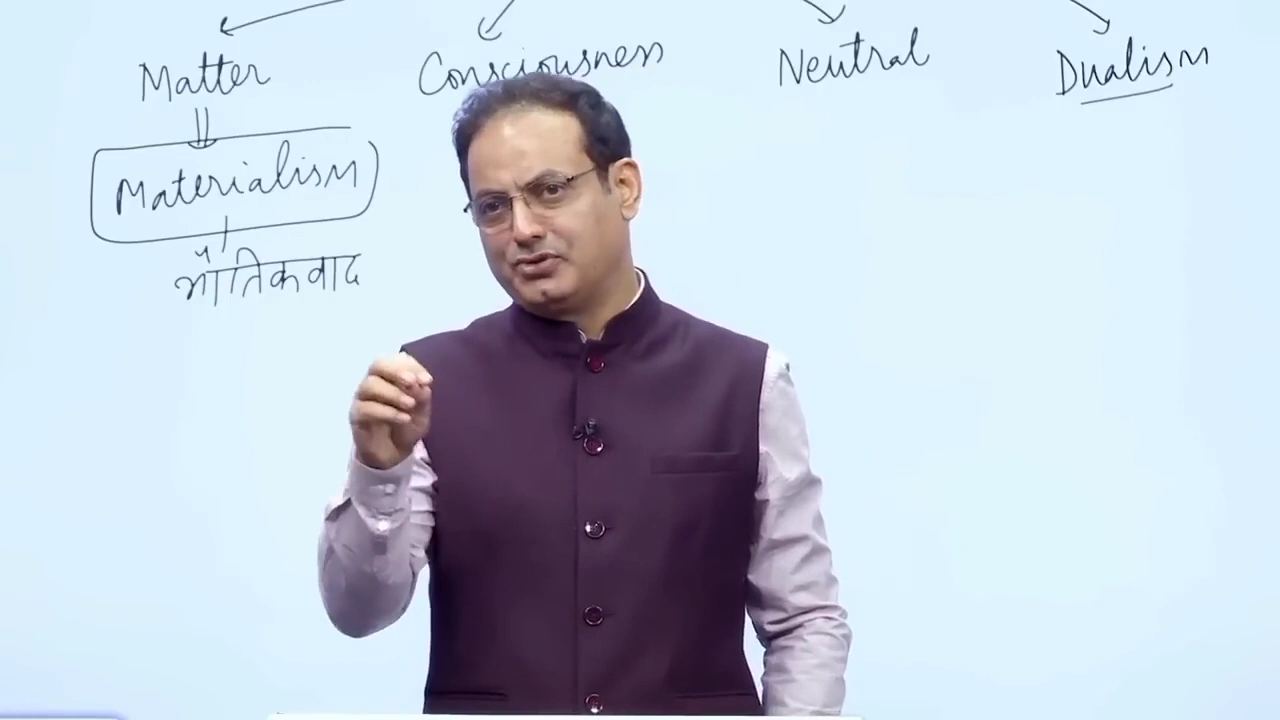 Matter Consciousness Neutral Dualism
Materialism
भौतिकवाद